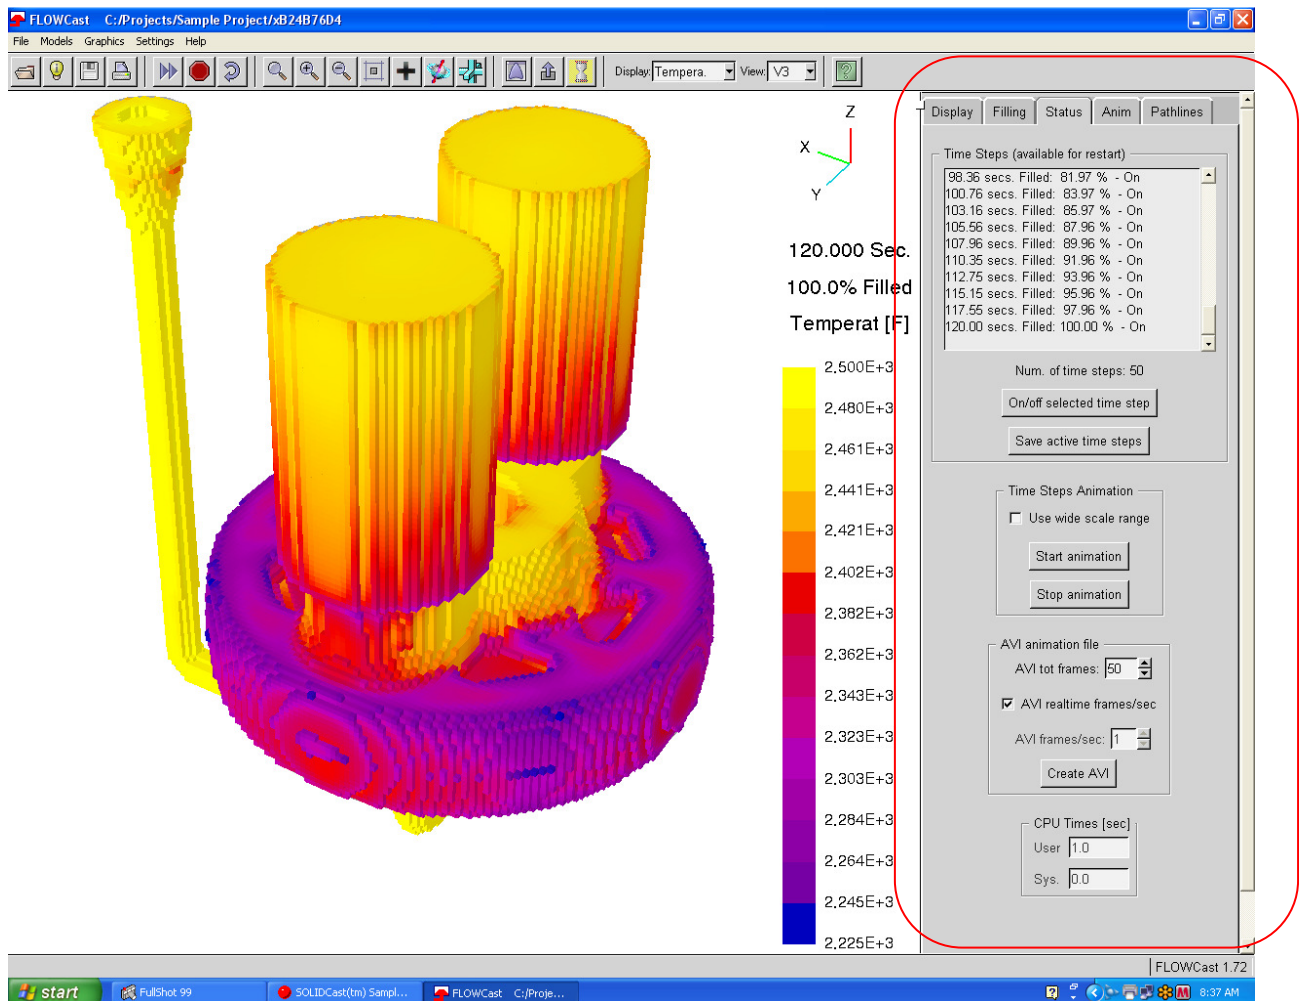 FLOWCast C:/Projects/Sample Project/xB24B76D4
File Models Graphics Settings Help
Display: Tempera. View: V3
Display Filling Status Anim Pathlines
Z
X
Y
120.000 Sec.
100.0% Filled
Temperat [F]
2.500E+3
2.480E+3
2.461E+3
2.441E+3
2.421E+3
2.402E+3
2.382E+3
2.362E+3
2.343E+3
2.323E+3
2.303E+3
2.284E+3
2.264E+3
2.245E+3
2.225E+3
Time Steps (available for restart)
98.36 secs. Filled: 81.97 % - On
100.76 secs. Filled: 83.97 % - On
103.16 secs. Filled: 85.97 % - On
105.56 secs. Filled: 87.96 % - On
107.96 secs. Filled: 89.96 % - On
110.35 secs. Filled: 91.96 % - On
112.75 secs. Filled: 93.96 % - On
115.15 secs. Filled: 95.96 % - On
117.55 secs. Filled: 97.96 % - On
120.00 secs. Filled: 100.00 % - On
Num. of time steps: 50
On/off selected time step
Save active time steps
Time Steps Animation
Use wide scale range
Start animation
Stop animation
AVI animation file
AVI tot frames: 50
AVI realtime frames/sec
AVI frames/sec: 1
Create AVI
CPU Times [sec]
User 1.0
Sys. 0.0
FLOWCast 1.72
start FullShot 99 SOLIDCast(tm) Sampl... FLOWCast C:/Proje... 8:37 AM